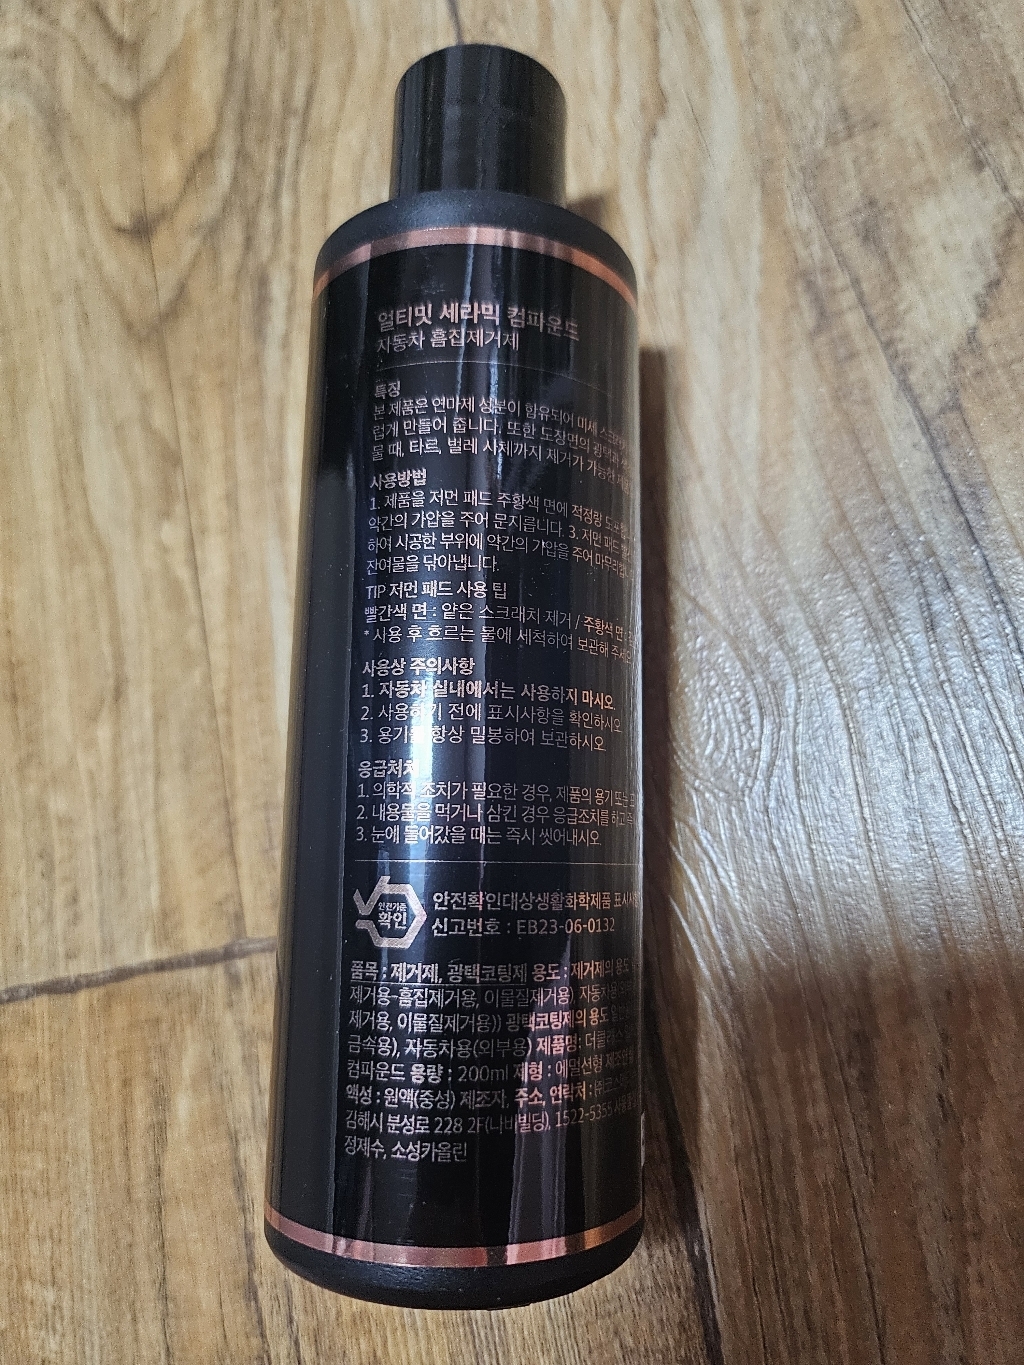 얼티밋 세라믹 컴파운드
자동차 흠집제거제
특징
본 제품은 연마제 성분이 함유되어 미세 스크래치
럽게 만들어 줍니다. 또한 도장면의 광택과
물 때, 타르, 벌레 사체까지 제거가 가능한
사용방법
1. 제품을 저먼 패드 주황색 면에 적정량
약간의 가압을 주어 문지릅니다. 3. 저먼 패드
하여 시공한 부위에 약간의 가압을 주어 마무리
잔여물을 닦아냅니다.
TIP 저먼 패드 사용 팁
빨간색 면 : 얕은 스크래치 제거 / 주황색 면 :
* 사용 후 흐르는 물에 세척하여 보관해 주세요
사용상 주의사항
1. 자동차 실내에서는 사용하지 마시오
2. 사용하기 전에 표시사항을 확인하시오
3. 용기를 항상 밀봉하여 보관하시오
응급처치
1. 의학적 조치가 필요한 경우, 제품의 용기 또는
2. 내용물을 먹거나 삼킨 경우 응급조치를 하고
3. 눈에 들어갔을 때는 즉시 씻어내시오
안전기준
확인
안전확인대상생활화학제품 표시사항
신고번호 : EB23-06-0132
품목 : 제거제, 광택코팅제 용도 : 제거제의 용도
제거용-흠집제거용, 이물질제거용), 자동차용
제거용, 이물질제거용)) 광택코팅제의 용도
금속용), 자동차용(외부용) 제품명: 더클래스
컴파운드 용량 : 200ml 제형 : 에멀션형
액성 : 원액(중성) 제조자, 주소, 연락처 :
김해시 분성로 228 2F(나비빌딩), 1522-5355
정제수, 소성카올린